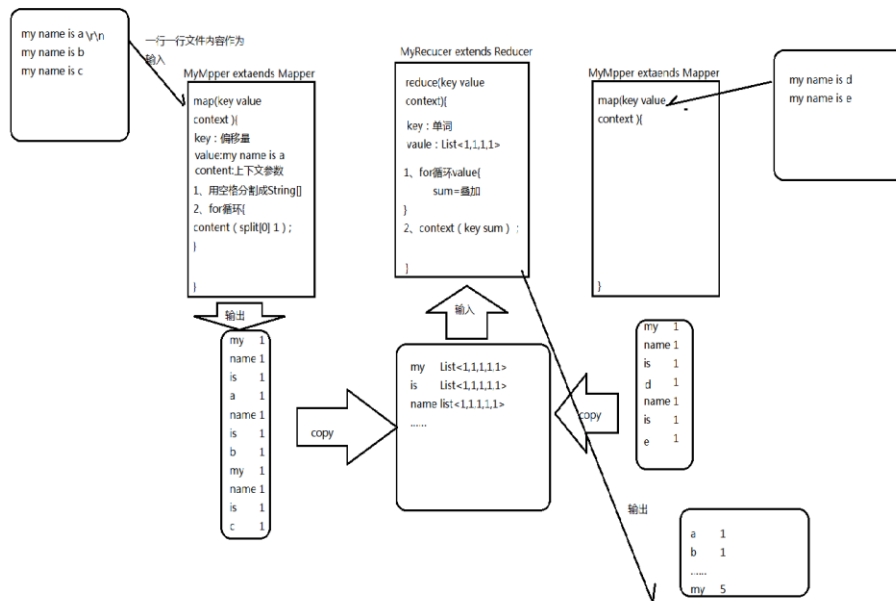 my name is a \r\n
my name is b
my name is c
一行一行文件内容作为
输入
MyMpper extaends Mapper
map(key value
context ){
key：偏移量
value:my name is a
content:上下文参数
1、用空格分割成String[]
2、for循环{
content（split[0] 1）;
}
}
输出
my 1
name 1
is 1
a 1
name 1
is 1
b 1
my 1
name 1
is 1
c 1
copy
MyRecucer extends Reducer
reduce(key value
context){
key：单词
vaule：List<1,1,1,1>
1、for循环value{
sum=叠加
}
2、context（key sum）;
}
输入
my List<1,1,1,1,1>
is List<1,1,1,1,1>
name list<1,1,1,1,1>
......
MyMpper extaends Mapper
map(key value
context ){
}
my name is d
my name is e
my 1
name 1
is 1
d 1
name 1
is 1
e 1
copy
输出
a 1
b 1
......
my 5